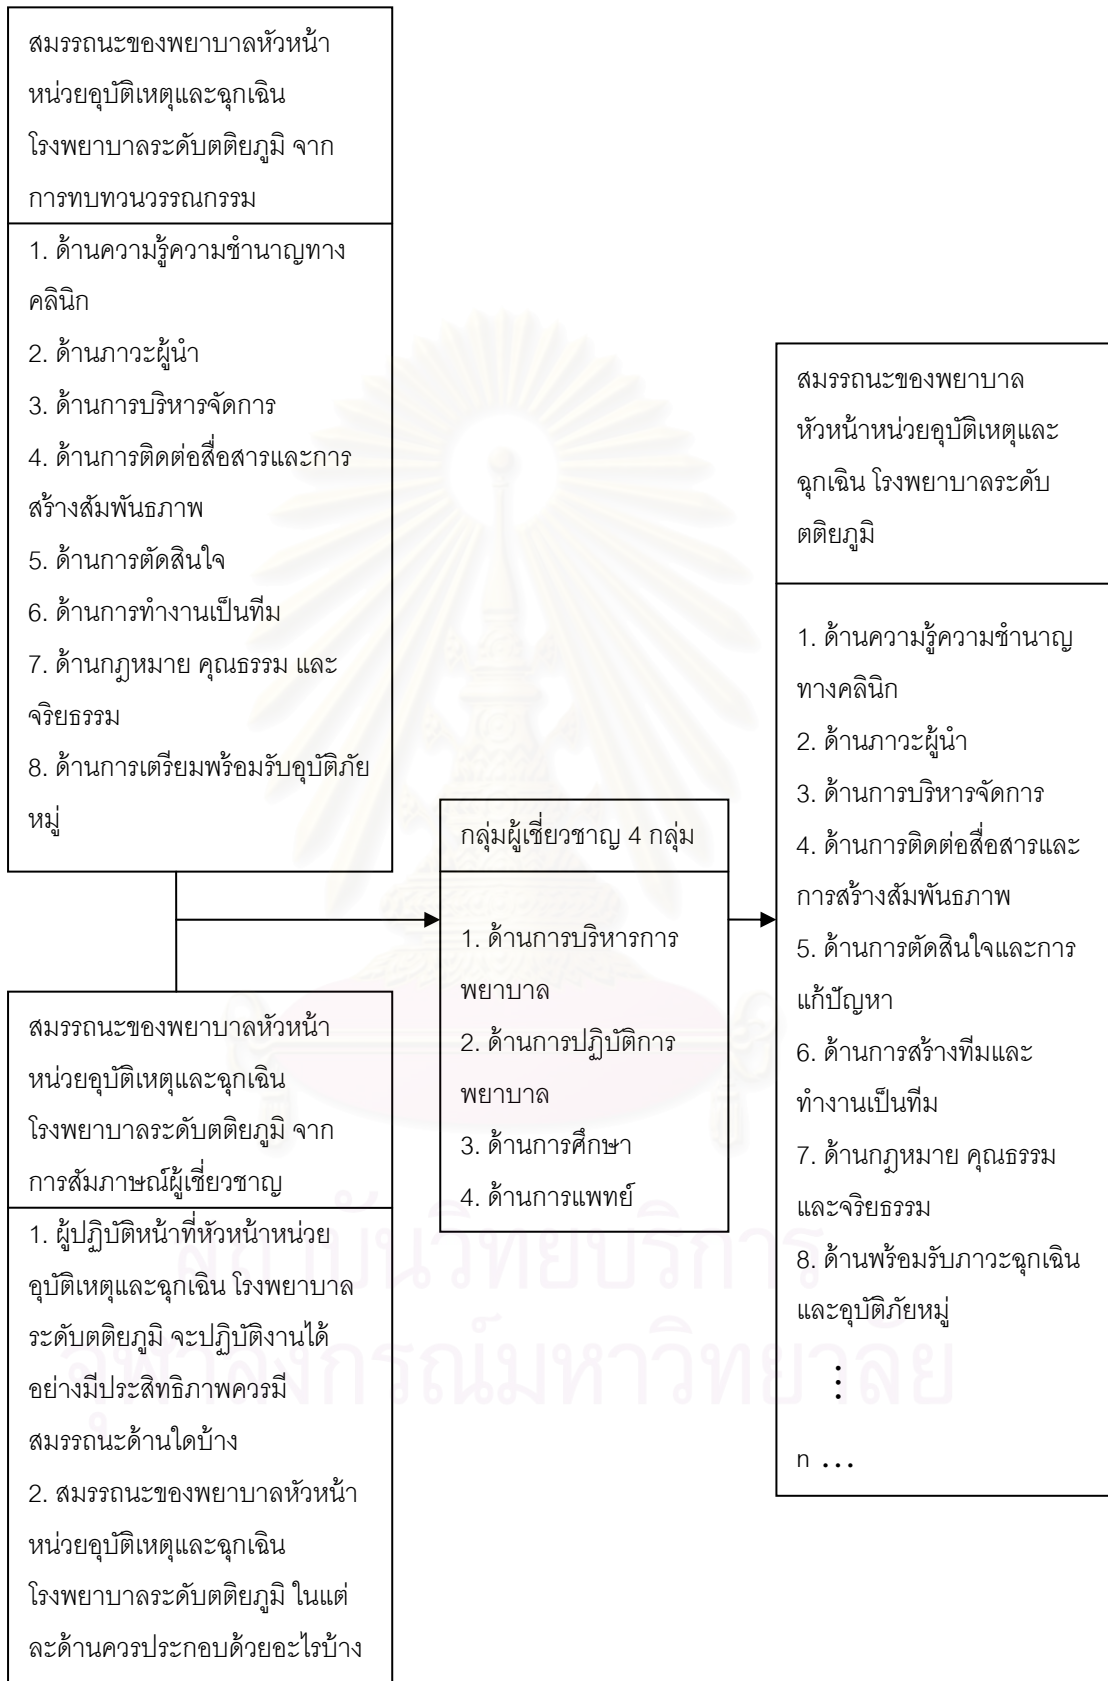 สมรรถนะของพยาบาลหัวหน้า
หน่วยอุบัติเหตุและฉุกเฉิน
โรงพยาบาลระดับตติยภูมิ จาก
การทบทวนวรรณกรรม
1. ด้านความรู้ความชำนาญทาง
คลินิก
2. ด้านภาวะผู้นำ
3. ด้านการบริหารจัดการ
4. ด้านการติดต่อสื่อสารและการ
สร้างสัมพันธภาพ
5. ด้านการตัดสินใจ
6. ด้านการทำงานเป็นทีม
7. ด้านกฎหมาย คุณธรรม และ
จริยธรรม
8. ด้านการเตรียมพร้อมรับอุบัติภัย
หมู่
สมรรถนะของพยาบาลหัวหน้า
หน่วยอุบัติเหตุและฉุกเฉิน
โรงพยาบาลระดับตติยภูมิ จาก
การสัมภาษณ์ผู้เชี่ยวชาญ
1. ผู้ปฏิบัติหน้าที่หัวหน้าหน่วย
อุบัติเหตุและฉุกเฉิน โรงพยาบาล
ระดับตติยภูมิ จะปฏิบัติงานได้
อย่างมีประสิทธิภาพควรมี
สมรรถนะด้านใดบ้าง
2. สมรรถนะของพยาบาลหัวหน้า
หน่วยอุบัติเหตุและฉุกเฉิน
โรงพยาบาลระดับตติยภูมิ ในแต่
ละด้านควรประกอบด้วยอะไรบ้าง
กลุ่มผู้เชี่ยวชาญ 4 กลุ่ม
1. ด้านการบริหารการ
พยาบาล
2. ด้านการปฏิบัติการ
พยาบาล
3. ด้านการศึกษา
4. ด้านการแพทย์
สมรรถนะของพยาบาล
หัวหน้าหน่วยอุบัติเหตุและ
ฉุกเฉิน โรงพยาบาลระดับ
ตติยภูมิ
1. ด้านความรู้ความชำนาญ
ทางคลินิก
2. ด้านภาวะผู้นำ
3. ด้านการบริหารจัดการ
4. ด้านการติดต่อสื่อสารและ
การสร้างสัมพันธภาพ
5. ด้านการตัดสินใจและการ
แก้ปัญหา
6. ด้านการสร้างทีมและ
ทำงานเป็นทีม
7. ด้านกฎหมาย คุณธรรม
และจริยธรรม
8. ด้านพร้อมรับภาวะฉุกเฉิน
และอุบัติภัยหมู่
⋮
n ...
สถาบันวิทยบริการ
จุฬาลงกรณ์มหาวิทยาลัย